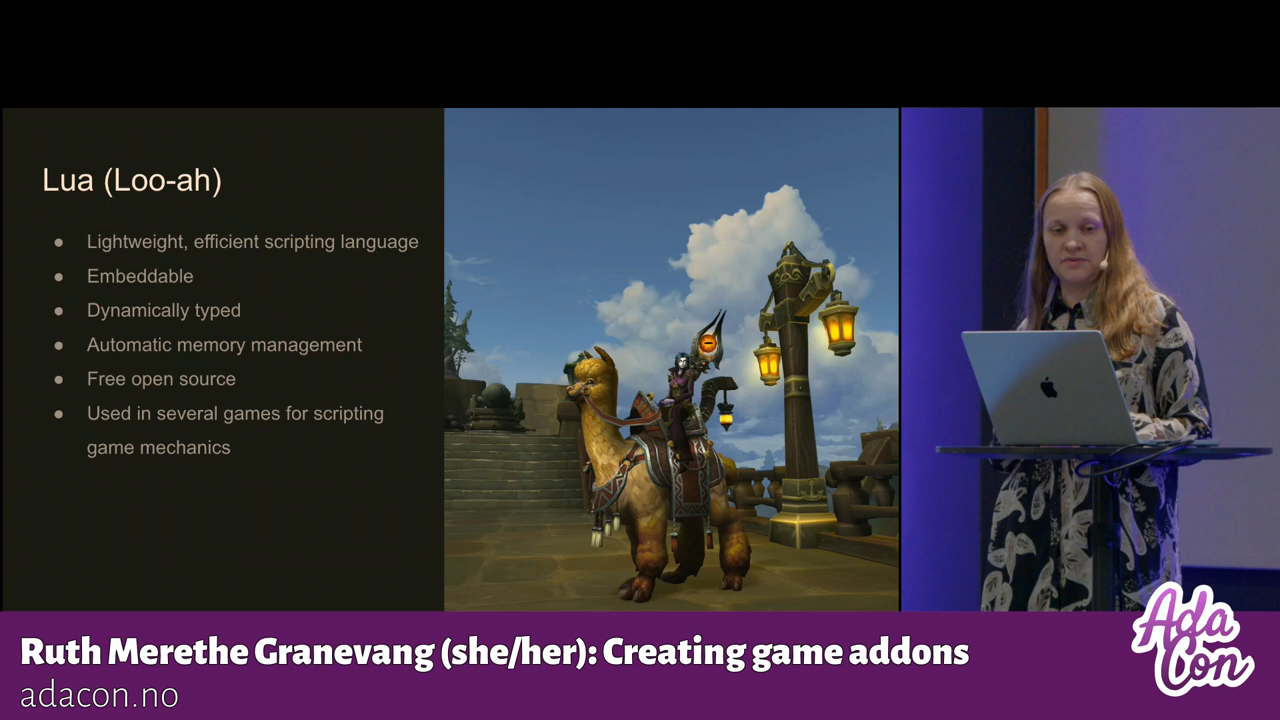 Lua (Loo-ah)
● Lightweight, efficient scripting language
● Embeddable
● Dynamically typed
● Automatic memory management
● Free open source
● Used in several games for scripting
game mechanics
Ruth Merethe Granevang (she/her): Creating game addons
adacon.no
Ada
Con